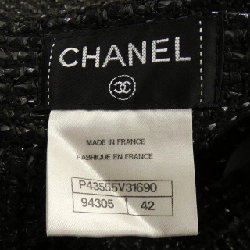 CHANEL
MADE IN FRANCE
FABRIQUE EN FRANCE
P43565V31690
94305 42